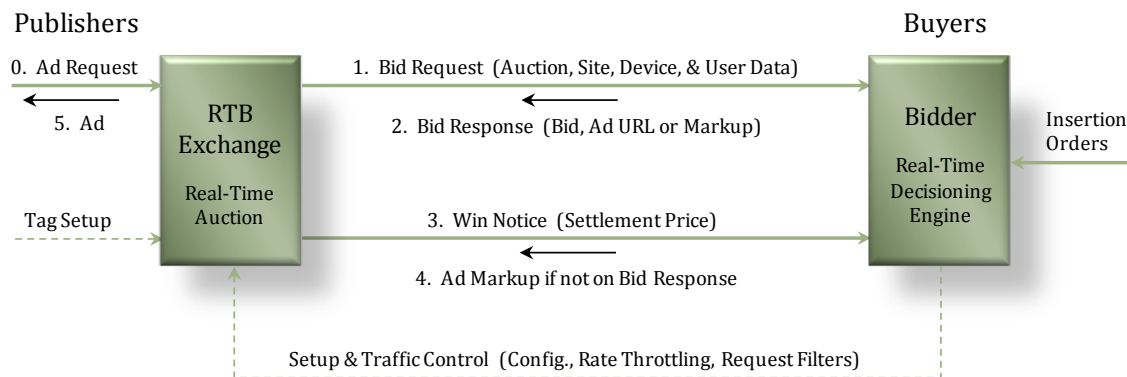 Publishers
Buyers
0. Ad Request
1. Bid Request (Auction, Site, Device, & User Data)
5. Ad
2. Bid Response (Bid, Ad URL or Markup)
RTB
Exchange
Real-Time
Auction
Bidder
Real-Time
Decisioning
Engine
Insertion
Orders
Tag Setup
3. Win Notice (Settlement Price)
4. Ad Markup if not on Bid Response
Setup & Traffic Control (Config., Rate Throttling, Request Filters)